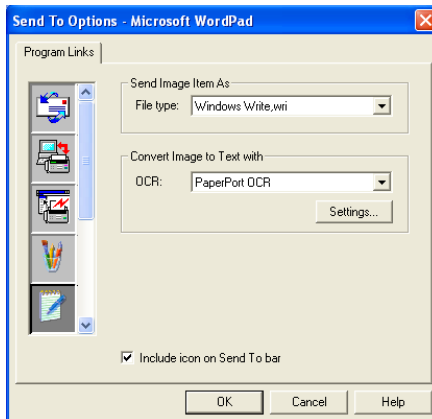 Send To Options - Microsoft WordPad
Program Links
Send Image Item As
File type: Windows Write,wri
Convert Image to Text with
OCR: PaperPort OCR
Settings...
Include icon on Send To bar
OK Cancel Help